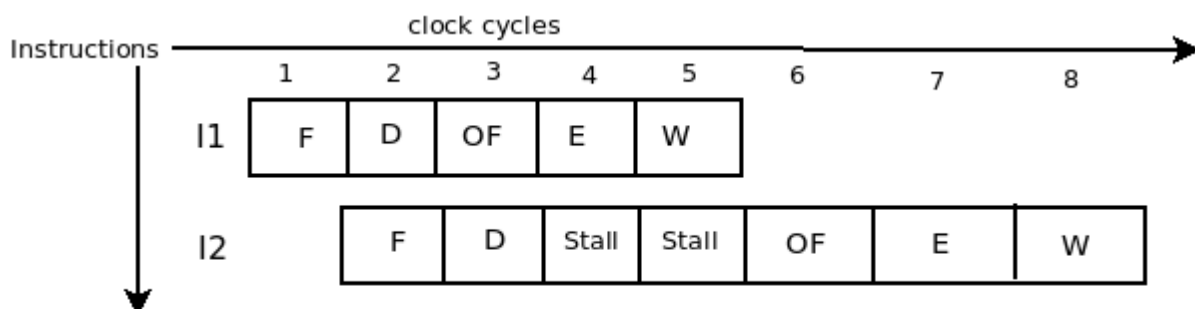 clock cycles
Instructions
1 2 3 4 5 6 7 8
I1 F D OF E W
I2 F D Stall Stall OF E W